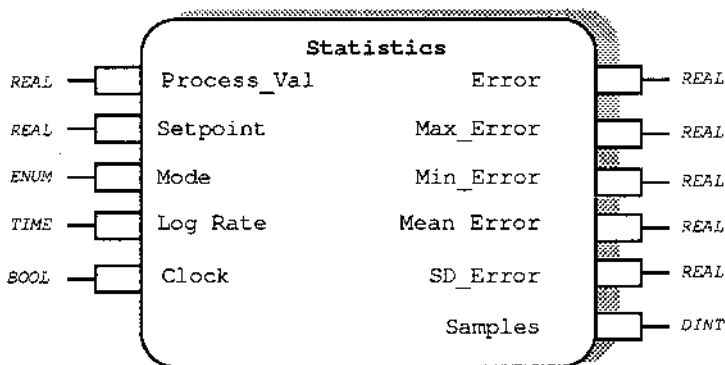 Statistics
REAL Process_Val Error REAL
REAL Setpoint Max_Error REAL
ENUM Mode Min_Error REAL
TIME Log Rate Mean Error REAL
BOOL Clock SD_Error REAL
Samples DINT